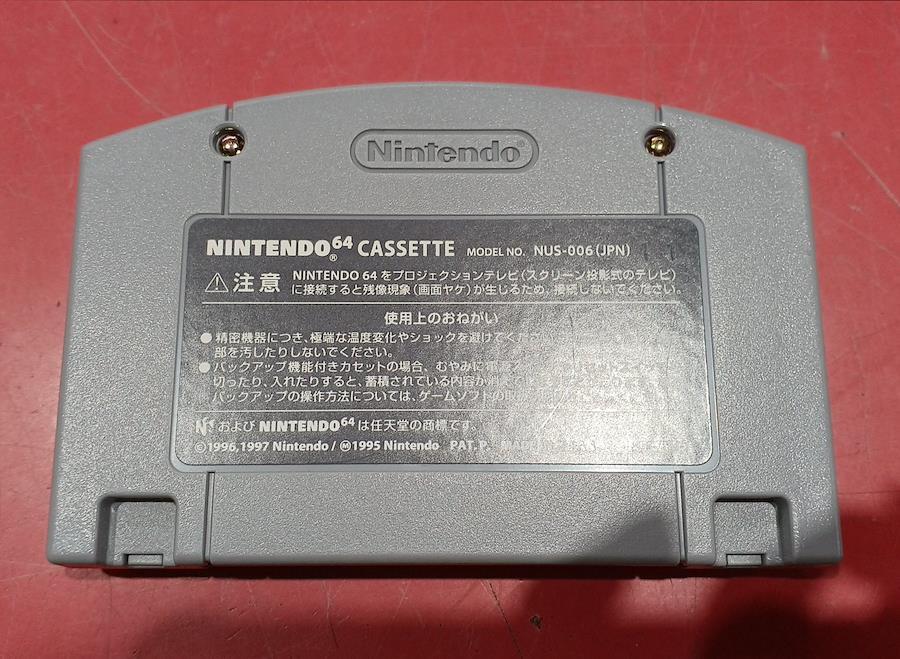 Nintendo
NINTENDO64 CASSETTE MODEL NO. NUS-006(JPN)
注意 NINTENDO 64 をプロジェクションテレビ(スクリーン投影式のテレビ)
に接続すると残像現象(画面ヤケ)が生じるため、接続しないでください。
使用上のおねがい
●精密機器につき、極端な温度変化やショックを避けてください
部を汚したりしないでください。
●バックアップ機能付きカセットの場合、むやみに電源
切ったり、入れたりすると、蓄積されている内容が
バックアップの操作方法については、ゲームソフトの取
および NINTENDO64 は任天堂の商標です。
©1996,1997 Nintendo / Ⓜ1995 Nintendo PAT.P. MADE